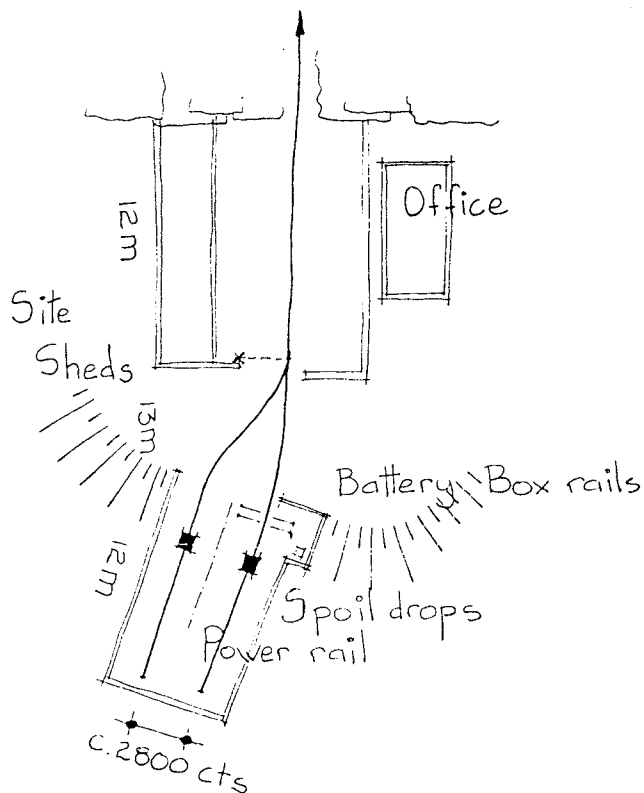 Office
12m
Site
Sheds
13m
Battery Box rails
12m
Spoil drops
Power rail
c.2800 cts